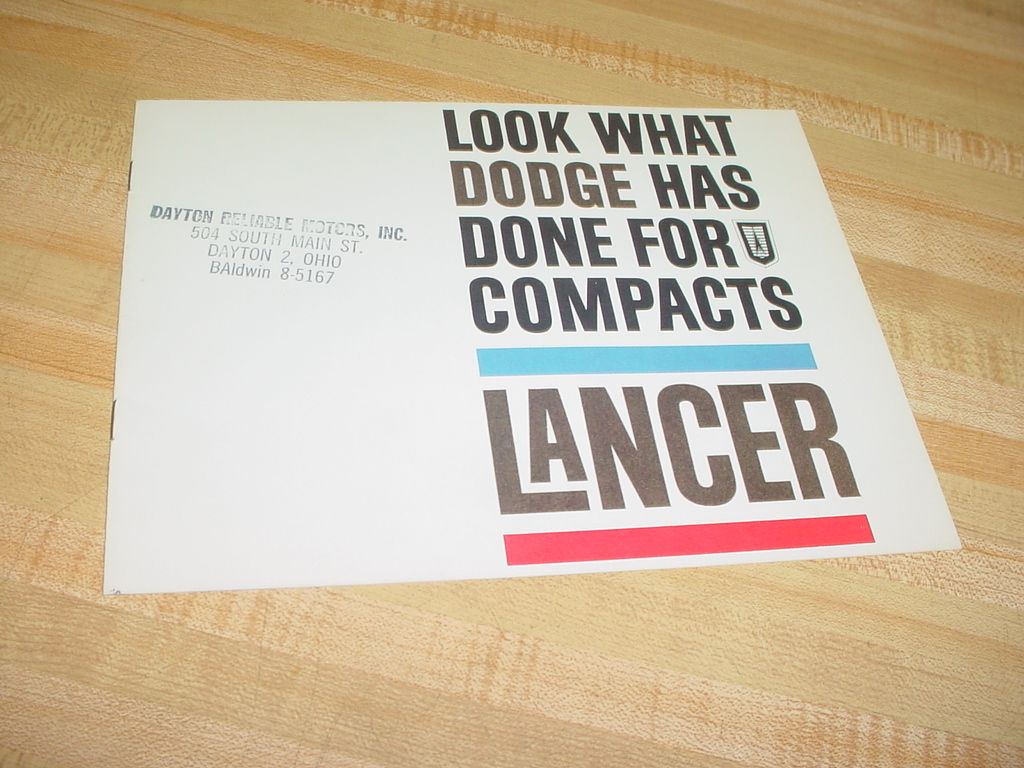 DAYTON RELIABLE MOTORS, INC.
504 SOUTH MAIN ST.
DAYTON 2, OHIO
BAldwin 8-5167
LOOK WHAT
DODGE HAS
DONE FOR
COMPACTS
LANCER